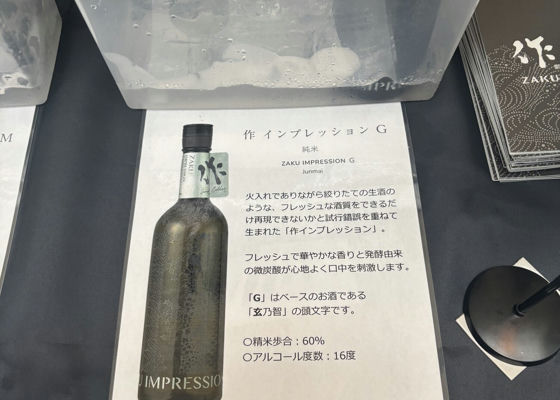 作 インプレッション G
純米
ZAKU IMPRESSION G
Junmai
火入れでありながら絞りたての生酒の
ような、フレッシュな酒質をできるだ
け再現できないかと試行錯誤を重ねて
生まれた「作インプレッション」。
フレッシュで華やかな香りと発酵由来
の微炭酸が心地よく口中を刺激します。
「G」はベースのお酒である
「玄乃智」の頭文字です。
〇精米歩合；60%
〇アルコール度数：16度
ZAKU
作
U IMPRESSIO
作
ZAKU
M